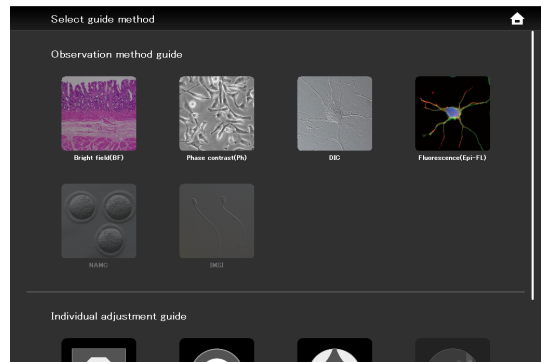 Select guide method
Observation method guide
Bright field(BF)
Phase contrast(Ph)
DIC
Fluorescence(Epi-FL)
NAMC
IMSI
Individual adjustment guide